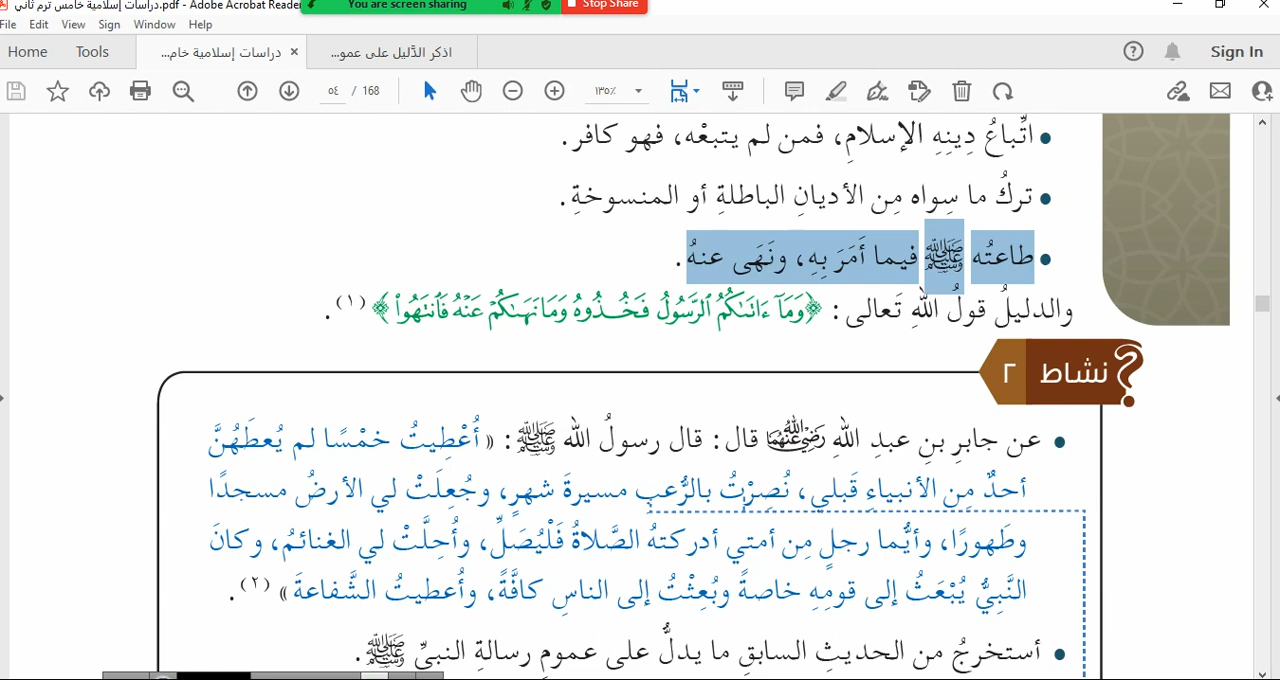 دراسات إسلامية خامس ترم ثاني.pdf - Adobe Acrobat Reader
You are screen sharing
Stop Share
File Edit View Sign Window Help
Home Tools
دراسات إسلامية خام... ×
اذكر الدَّليل على عمو...
Sign In
٥٤ / 168
١٣٥٪
• اتِّباعُ دِينِهِ الإسلامِ، فمن لم يتبعْه، فهو كافر.
• تركُ ما سِواه مِن الأديانِ الباطلةِ أو المنسوخةِ.
• طاعتُه ﷺ فيما أَمَرَ بِهِ، ونَهَى عنهُ.
والدليلُ قولُ اللهِ تَعالى: ﴿وَمَآ ءَاتَىٰكُمُ ٱلرَّسُولُ فَخُذُوهُ وَمَا نَهَىٰكُمْ عَنْهُ فَٱنتَهُوا۟﴾ (١).
نشاط ٢
• عن جابرِ بنِ عبدِ اللهِ رَضِيَ اللهُ عَنْهُمَا قال: قال رسولُ الله ﷺ: «أُعْطِيتُ خمْسًا لم يُعطَهُنَّ
أحدٌ مِن الأنبياءِ قَبلي، نُصِرْتُ بالرُّعبِ مسيرةَ شهرٍ، وجُعِلَتْ لي الأرضُ مسجدًا
وطَهورًا، وأيُّما رجلٍ مِن أمتي أدركتهُ الصَّلاةُ فَلْيُصَلِّ، وأُحِلَّتْ لي الغنائمُ، وكانَ
النَّبِيُّ يُبْعَثُ إلى قومِهِ خاصةً وبُعِثْتُ إلى الناسِ كافَّةً، وأُعطيتُ الشَّفاعةَ» (٢).
• أستخرجُ من الحديثِ السابقِ ما يدلُّ على عمومِ رسالةِ النبيِّ ﷺ.